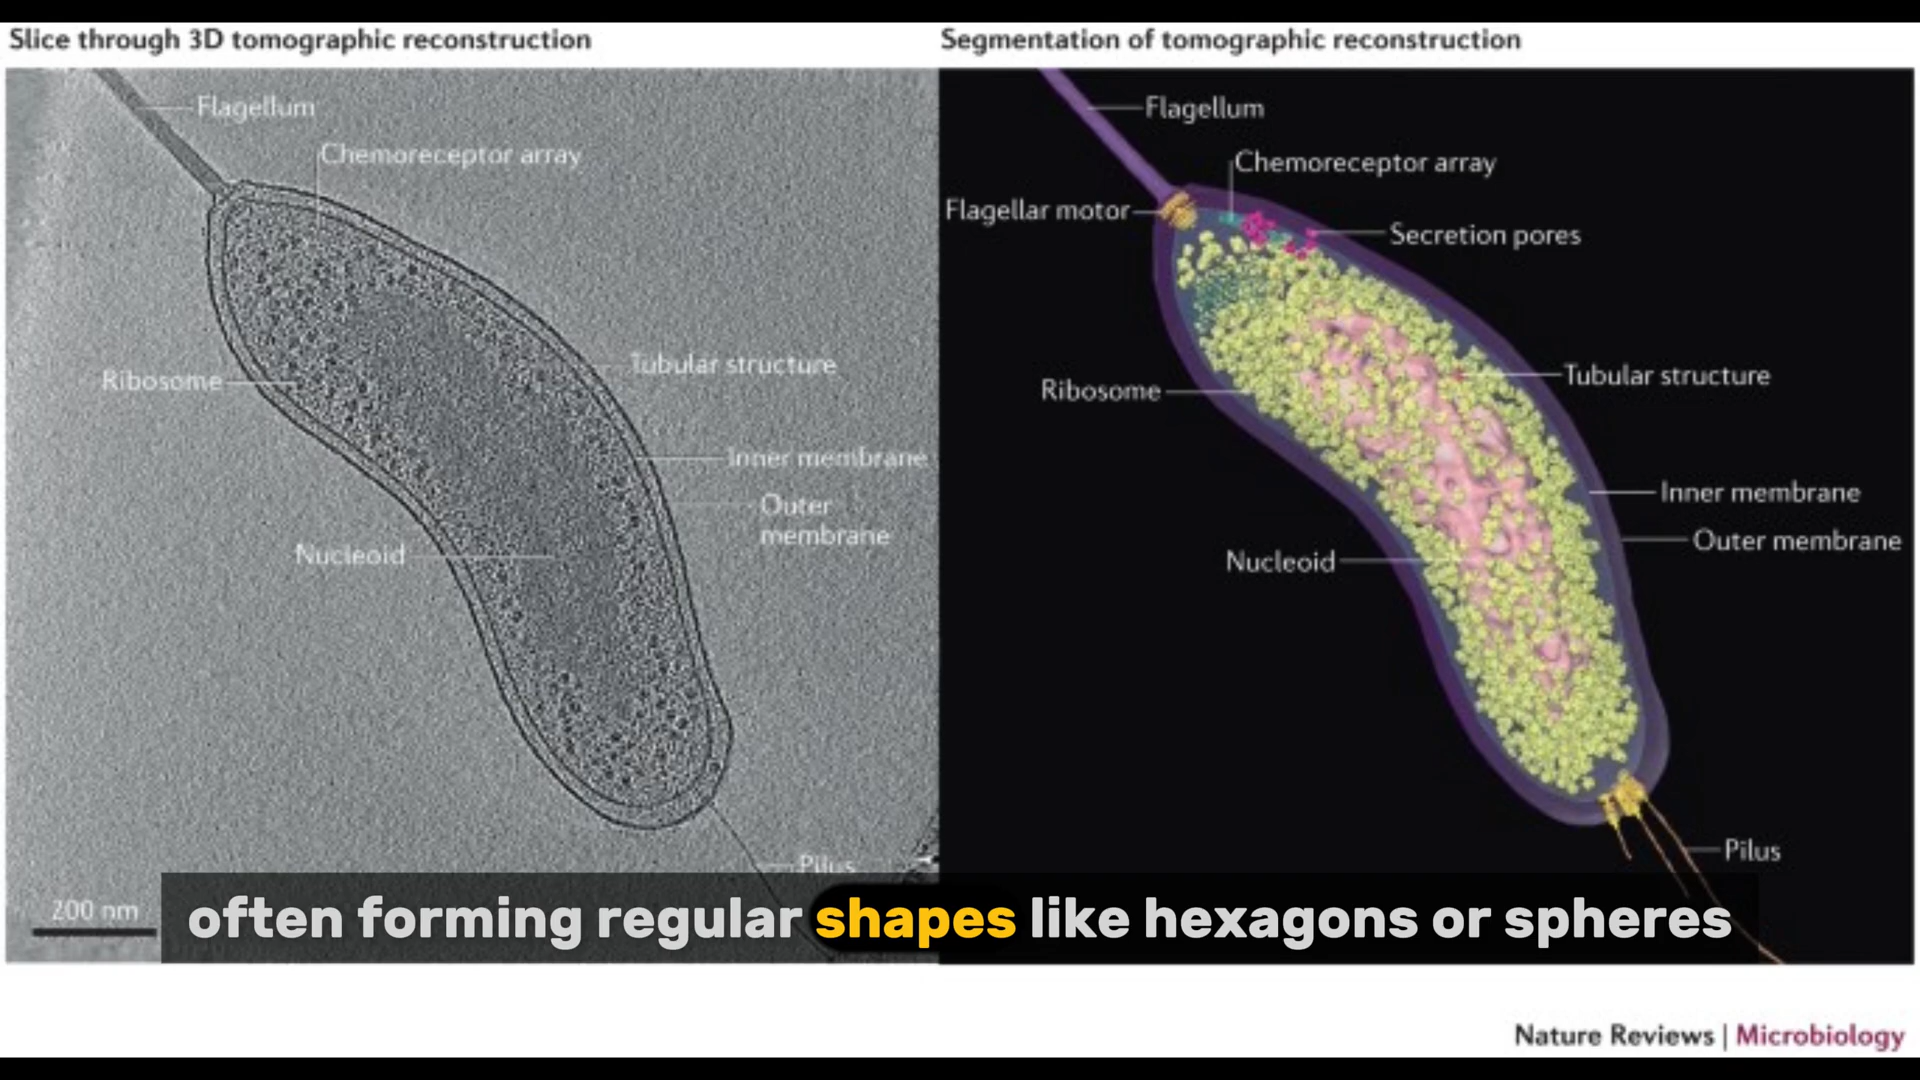 Slice through 3D tomographic reconstruction
Flagellum
Chemoreceptor array
Ribosome
Tubular structure
Inner membrane
Outer
membrane
Nucleoid
Pilus
200 nm
Segmentation of tomographic reconstruction
Flagellum
Chemoreceptor array
Flagellar motor
Secretion pores
Tubular structure
Ribosome
Inner membrane
Outer membrane
Nucleoid
Pilus
often forming regular shapes like hexagons or spheres
Nature Reviews | Microbiology